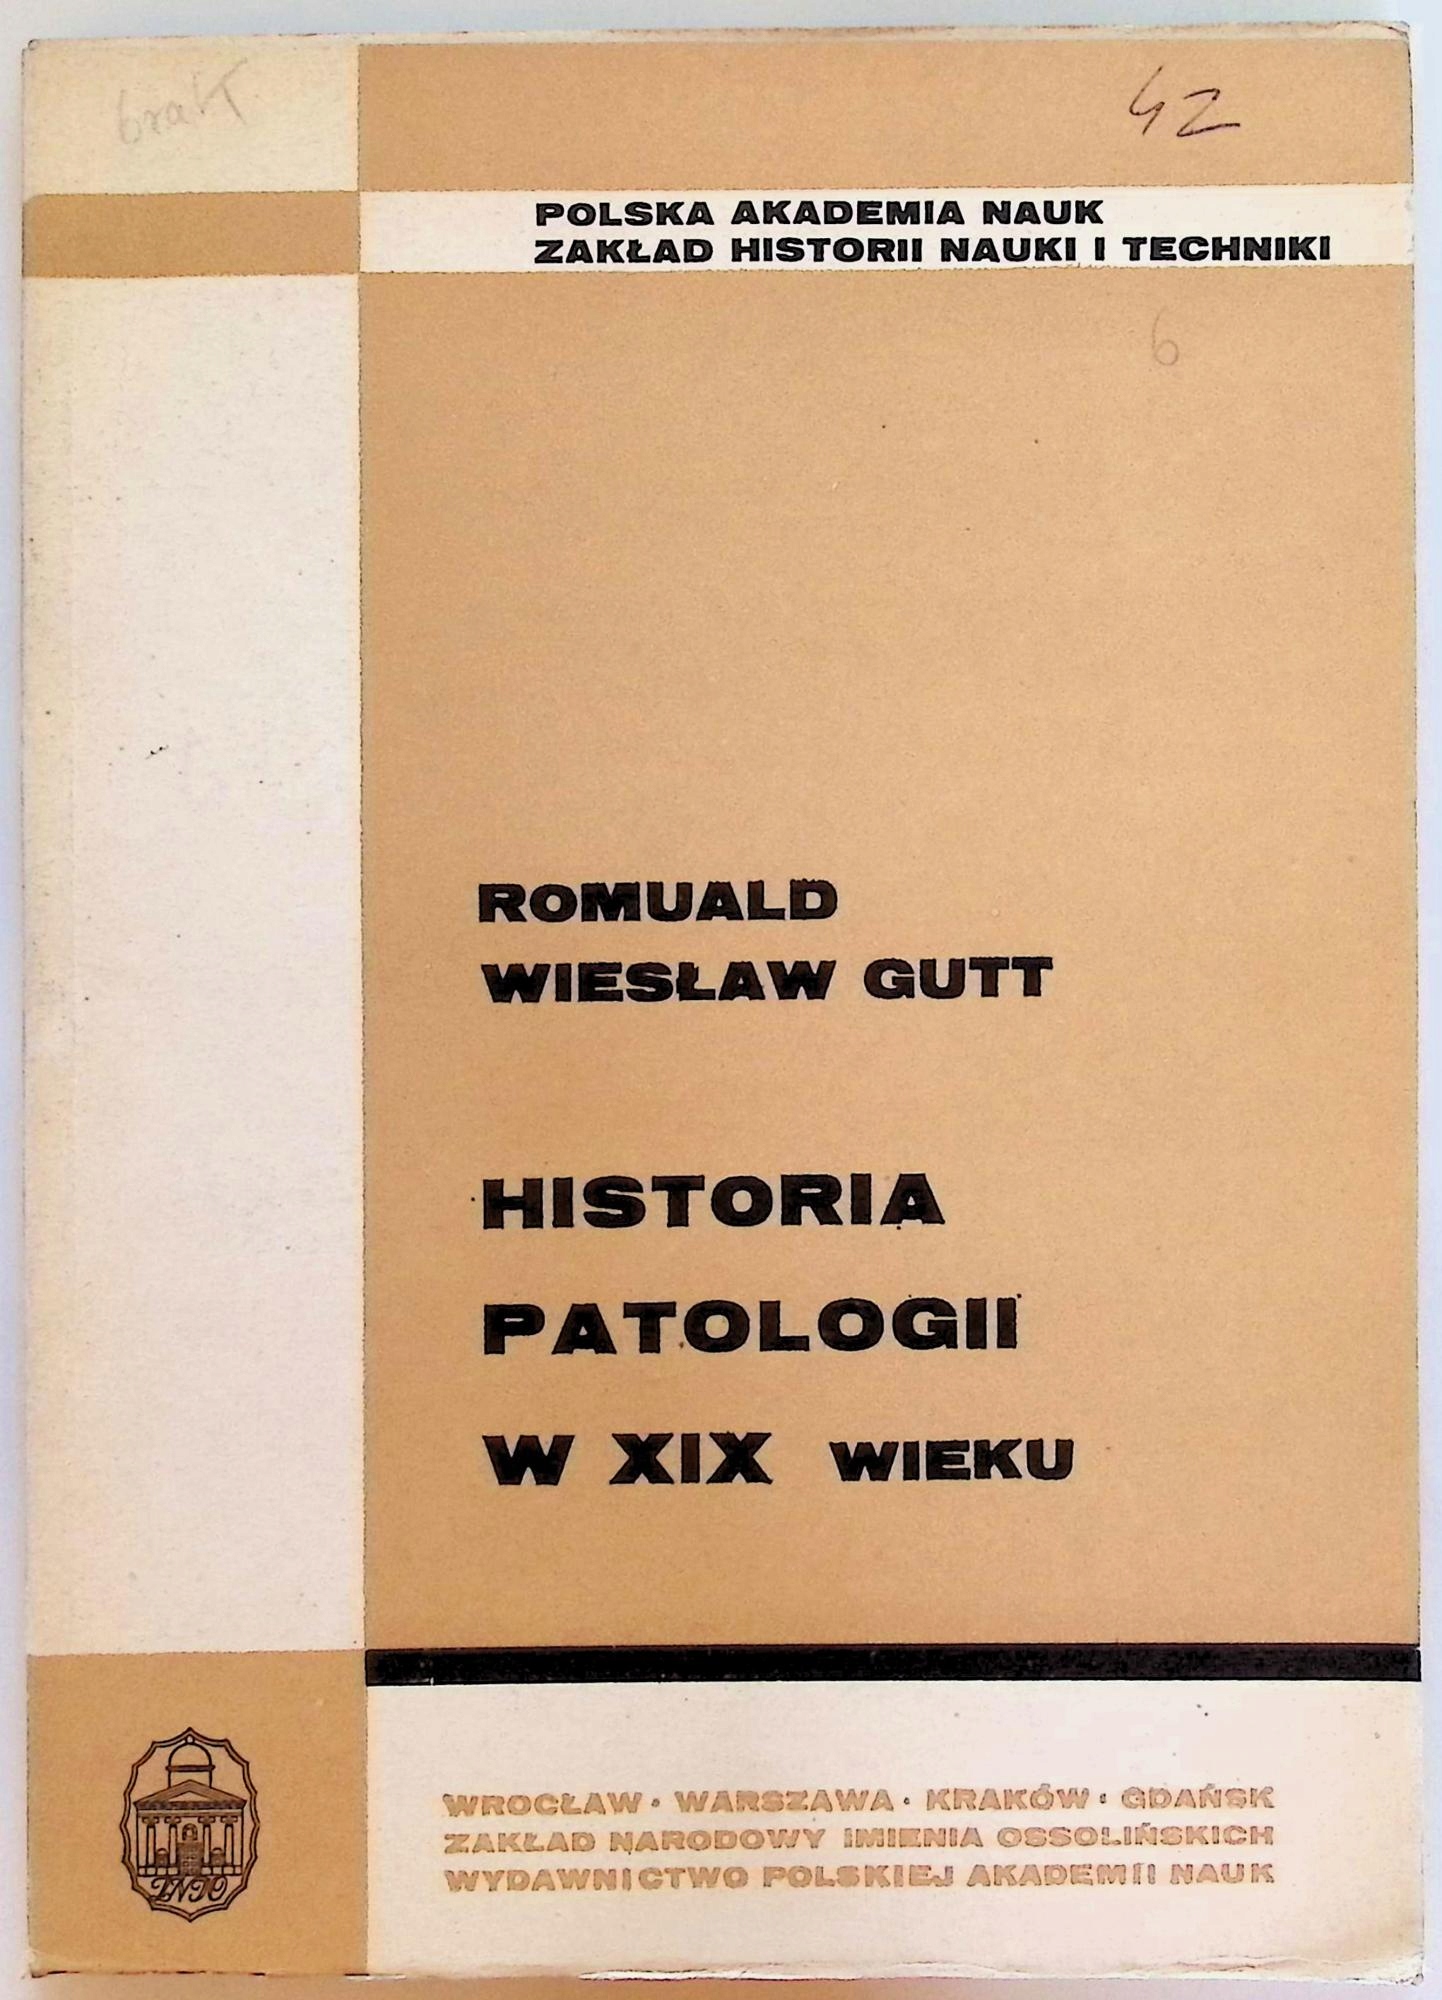 brak
42
POLSKA AKADEMIA NAUK
ZAKŁAD HISTORII NAUKI I TECHNIKI
6
ROMUALD
WIESŁAW GUTT
HISTORIA
PATOLOGII
W XIX WIEKU
WROCŁAW · WARSZAWA · KRAKÓW · GDAŃSK
ZAKŁAD NARODOWY IMIENIA OSSOLIŃSKICH
WYDAWNICTWO POLSKIEJ AKADEMII NAUK
ZNiO